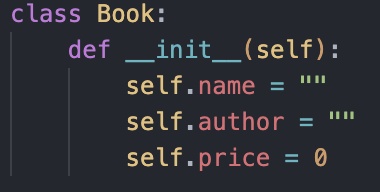 class Book:
    def __init__(self):
        self.name = ""
        self.author = ""
        self.price = 0